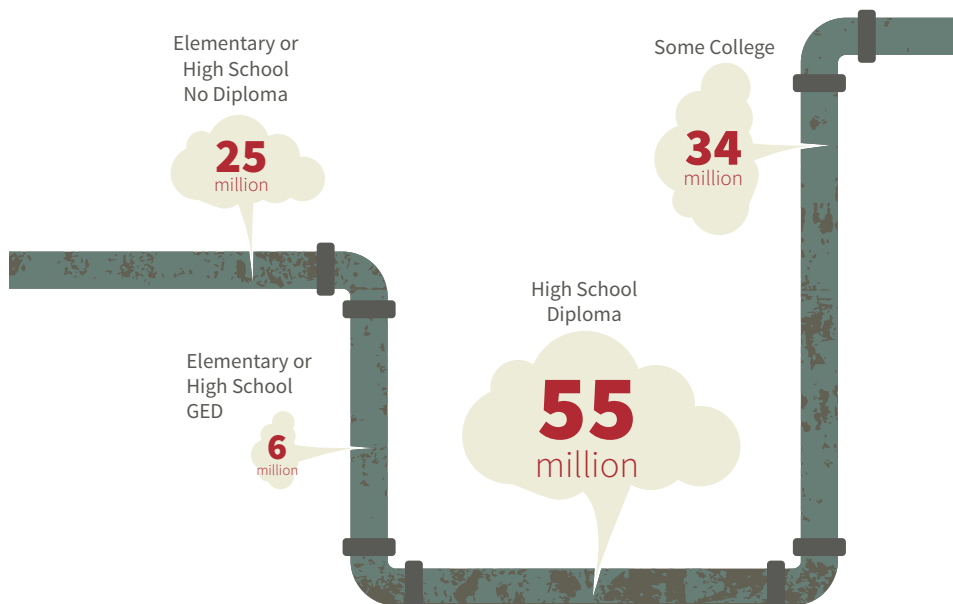 Elementary or
High School
No Diploma
25
million
Some College
34
million
High School
Diploma
55
million
Elementary or
High School
GED
6
million